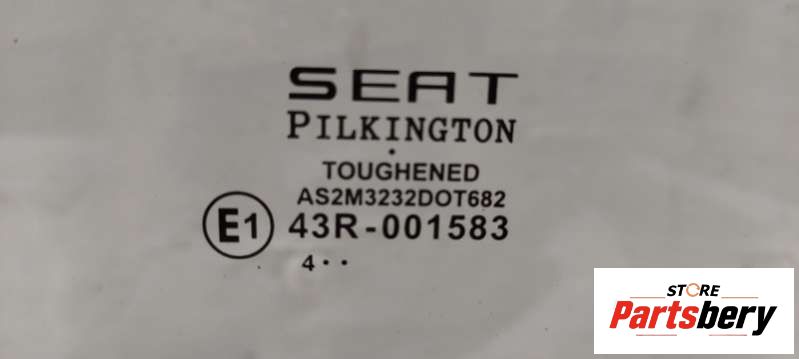 SEAT
PILKINGTON
TOUGHENED
AS2M3232DOT682
E1 43R-001583
4··
STORE
Partsbery